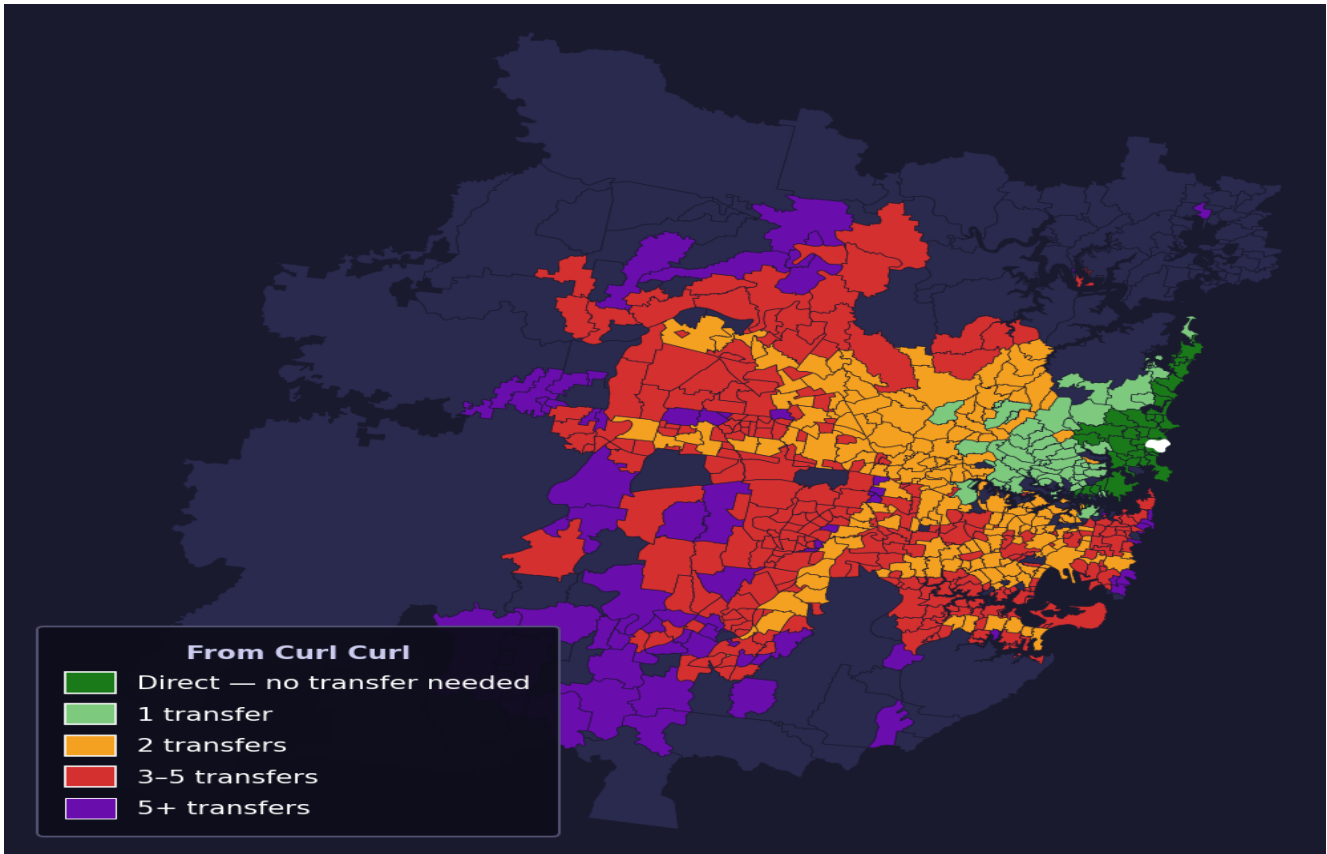 From Curl Curl
Direct — no transfer needed
1 transfer
2 transfers
3–5 transfers
5+ transfers